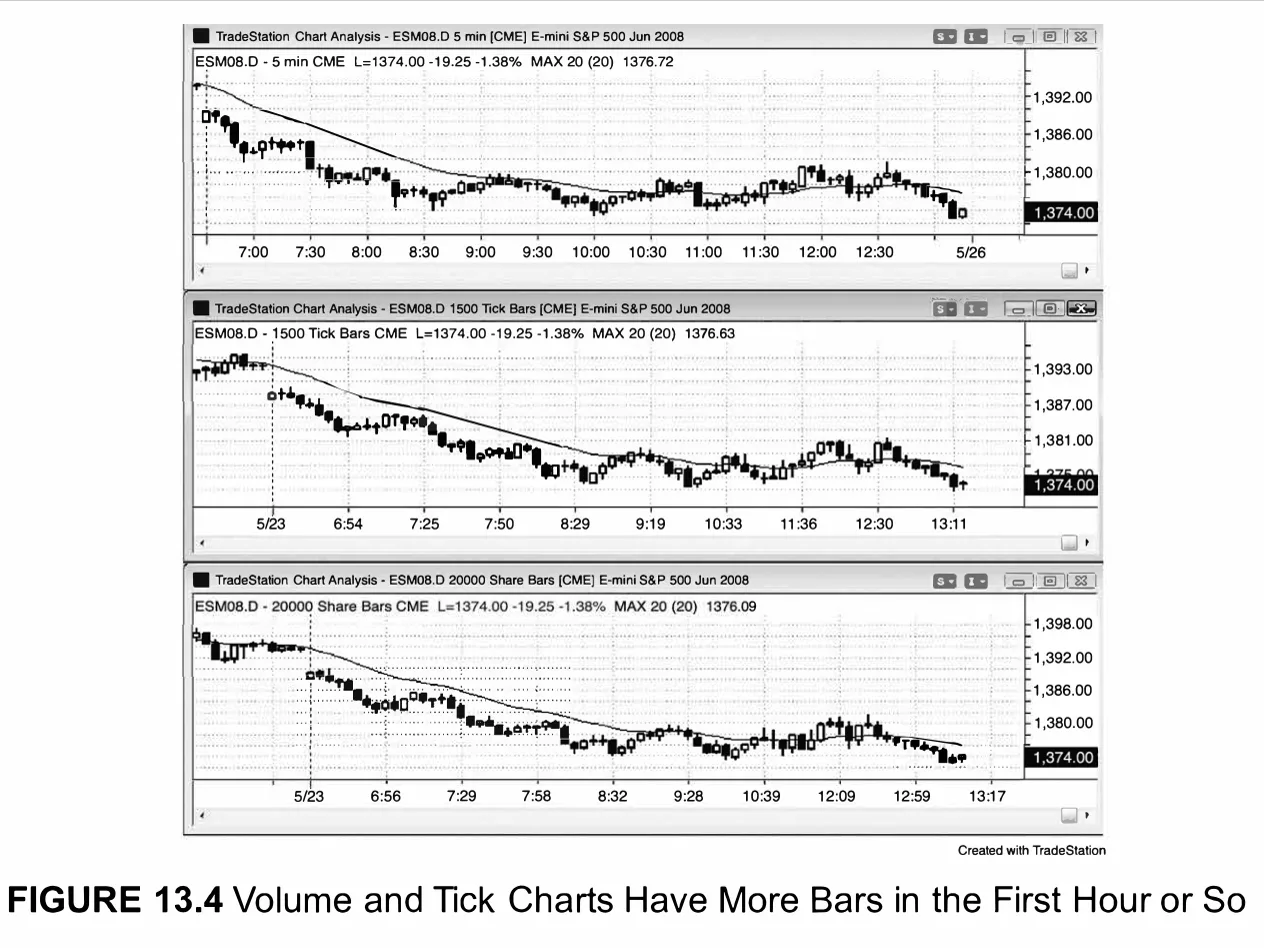 TradeStation Chart Analysis - ESM08.D 5 min [CME] E-mini S&P 500 Jun 2008
ESM08.D - 5 min CME L=1374.00 -19.25 -1.38% MAX 20 (20) 1376.72
1,392.00
1,386.00
1,380.00
1,374.00
7:00 7:30 8:00 8:30 9:00 9:30 10:00 10:30 11:00 11:30 12:00 12:30 5/26
TradeStation Chart Analysis - ESM08.D 1500 Tick Bars [CME] E-mini S&P 500 Jun 2008
ESM08.D - 1500 Tick Bars CME L=1374.00 -19.25 -1.38% MAX 20 (20) 1376.63
1,393.00
1,387.00
1,381.00
1,375.00
1,374.00
5/23 6:54 7:25 7:50 8:29 9:19 10:33 11:36 12:30 13:11
TradeStation Chart Analysis - ESM08.D 20000 Share Bars [CME] E-mini S&P 500 Jun 2008
ESM08.D - 20000 Share Bars CME L=1374.00 -19.25 -1.38% MAX 20 (20) 1376.09
1,398.00
1,392.00
1,386.00
1,380.00
1,374.00
5/23 6:56 7:29 7:58 8:32 9:28 10:39 12:09 12:59 13:17
Created with TradeStation
FIGURE 13.4 Volume and Tick Charts Have More Bars in the First Hour or So